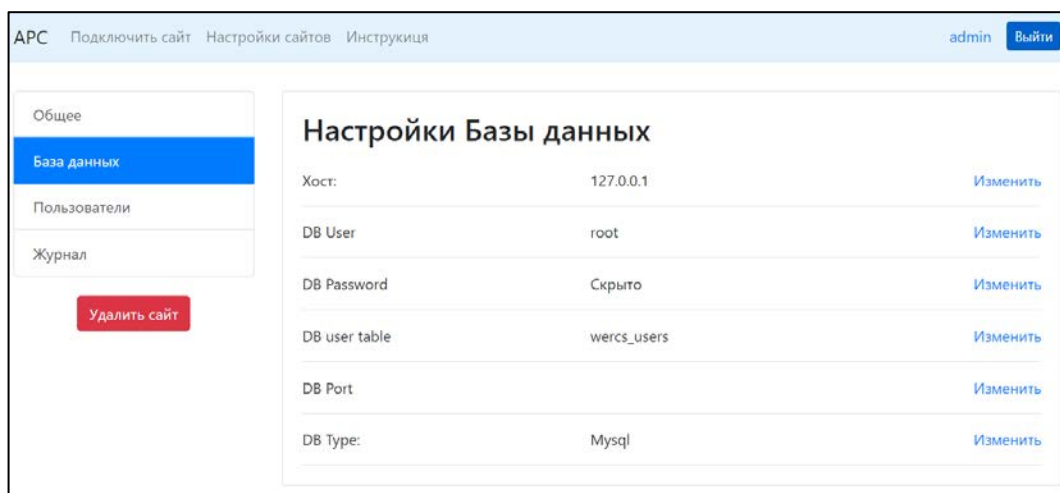 АРС Подключить сайт Настройки сайтов Инструкиця admin Выйти
Общее
База данных
Пользователи
Журнал
Удалить сайт
Настройки Базы данных
Хост: 127.0.0.1 Изменить
DB User root Изменить
DB Password Скрыто Изменить
DB user table wercs_users Изменить
DB Port Изменить
DB Type: Mysql Изменить